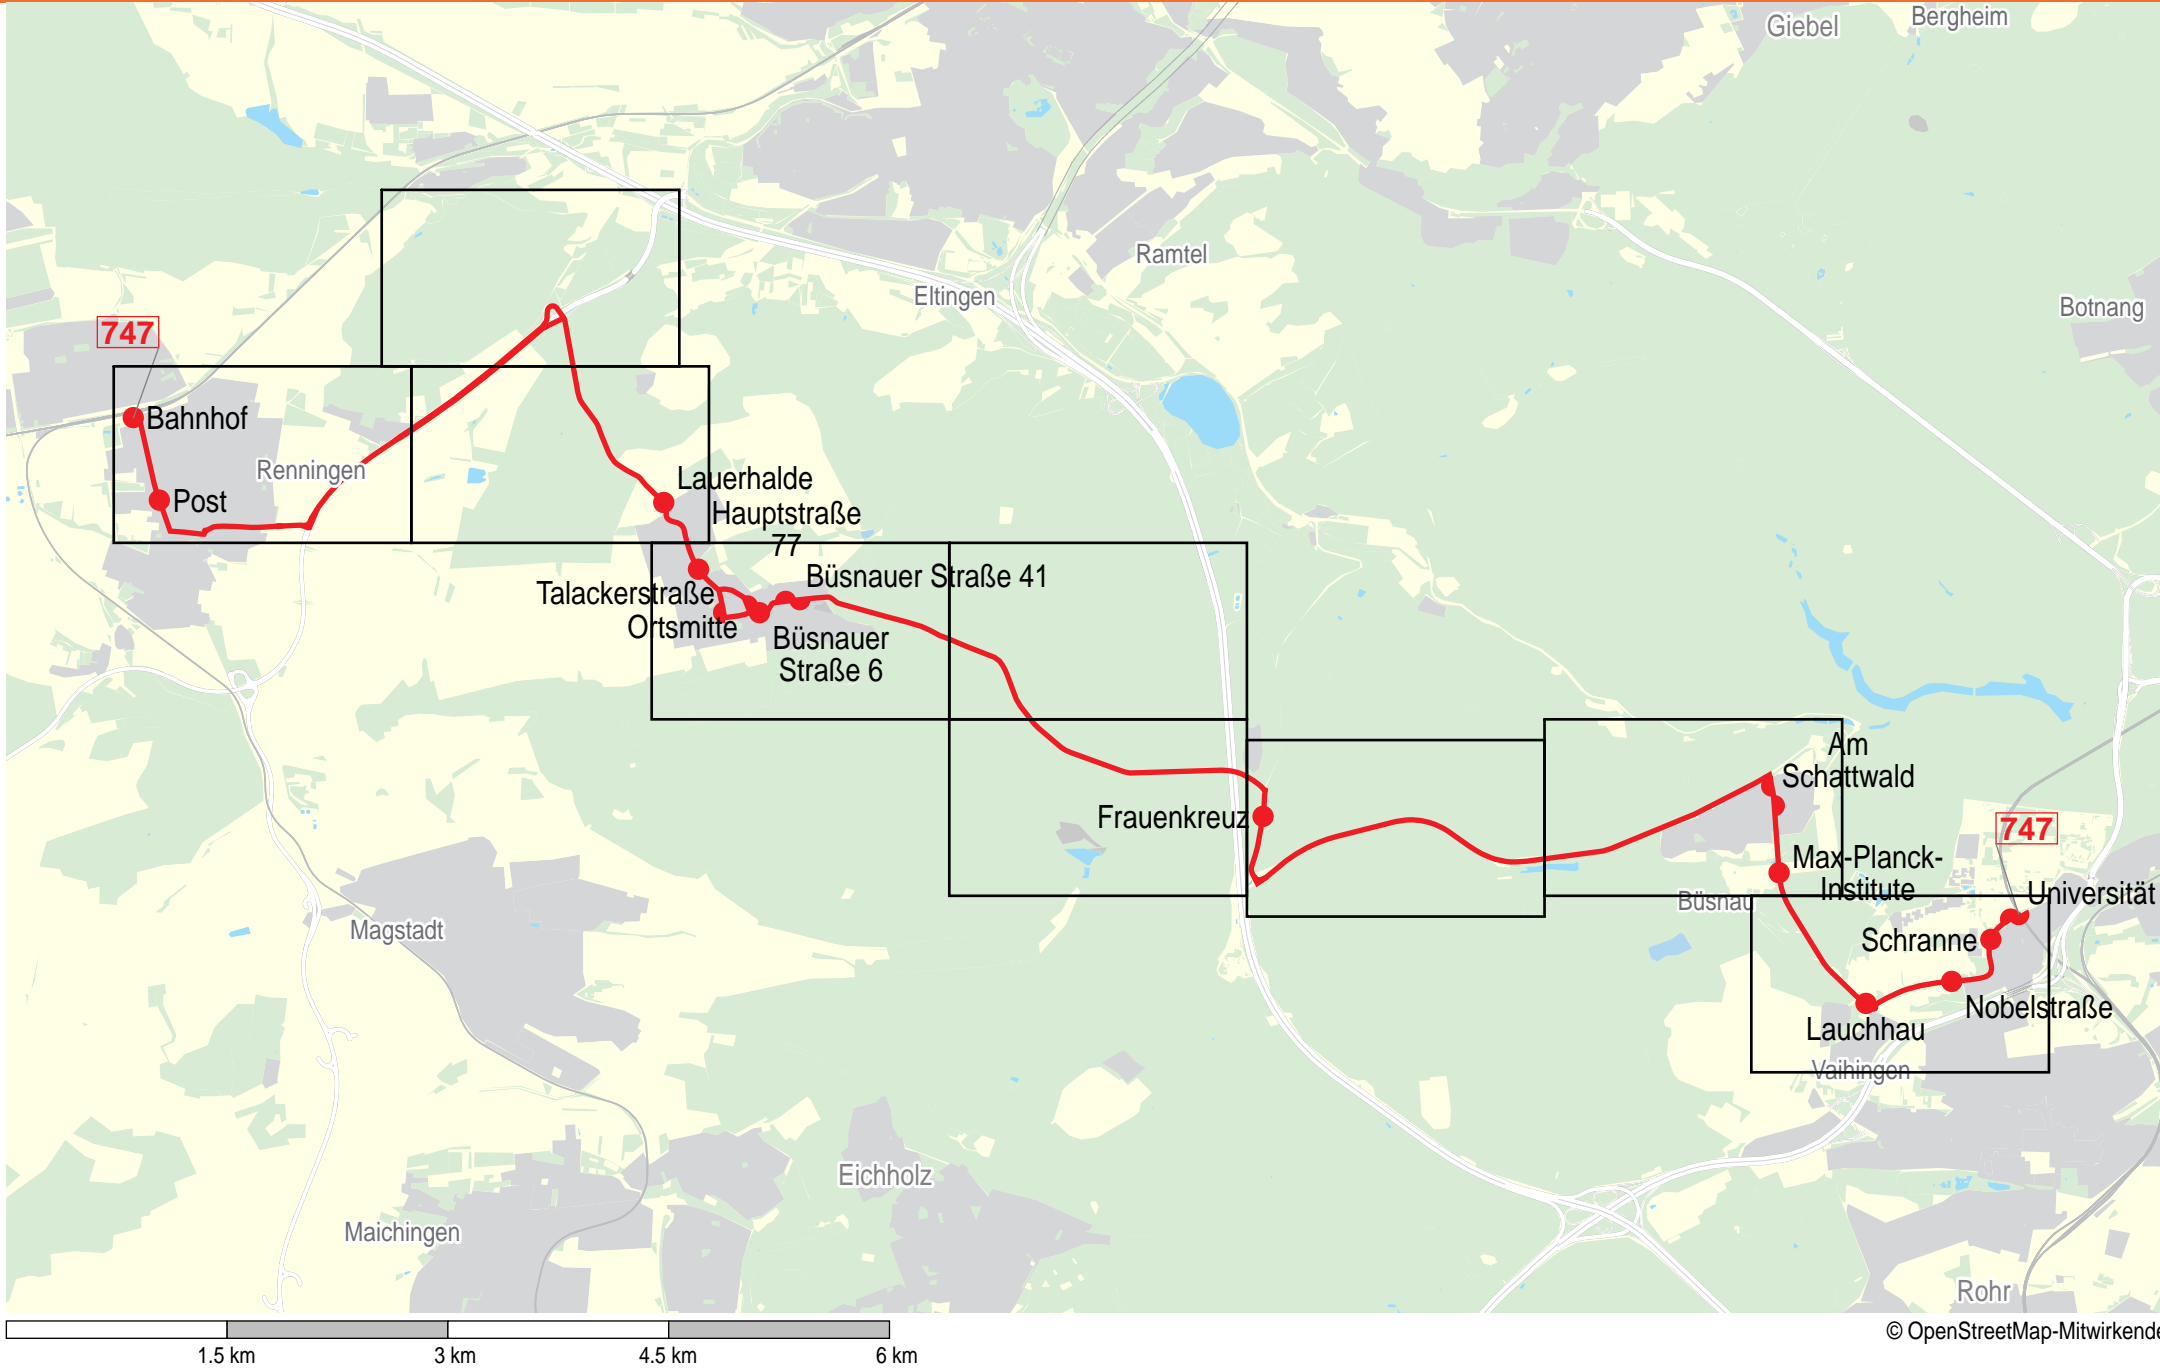 Giebel
Bergheim
Ramtel
Eltingen
Botnang
747
Bahnhof
Renningen
Post
Lauerhalde
Hauptstraße
77
Büsnauer Straße 41
Talackerstraße
Ortsmitte
Büsnauer
Straße 6
Am
Schattwald
Frauenkreuz
747
Max-Planck-
Institute
Büsnau
Universität
Magstadt
Schranne
Nobelstraße
Lauchhau
Vaihingen
Eichholz
Maichingen
Rohr
© OpenStreetMap-Mitwirkende
1.5 km
3 km
4.5 km
6 km